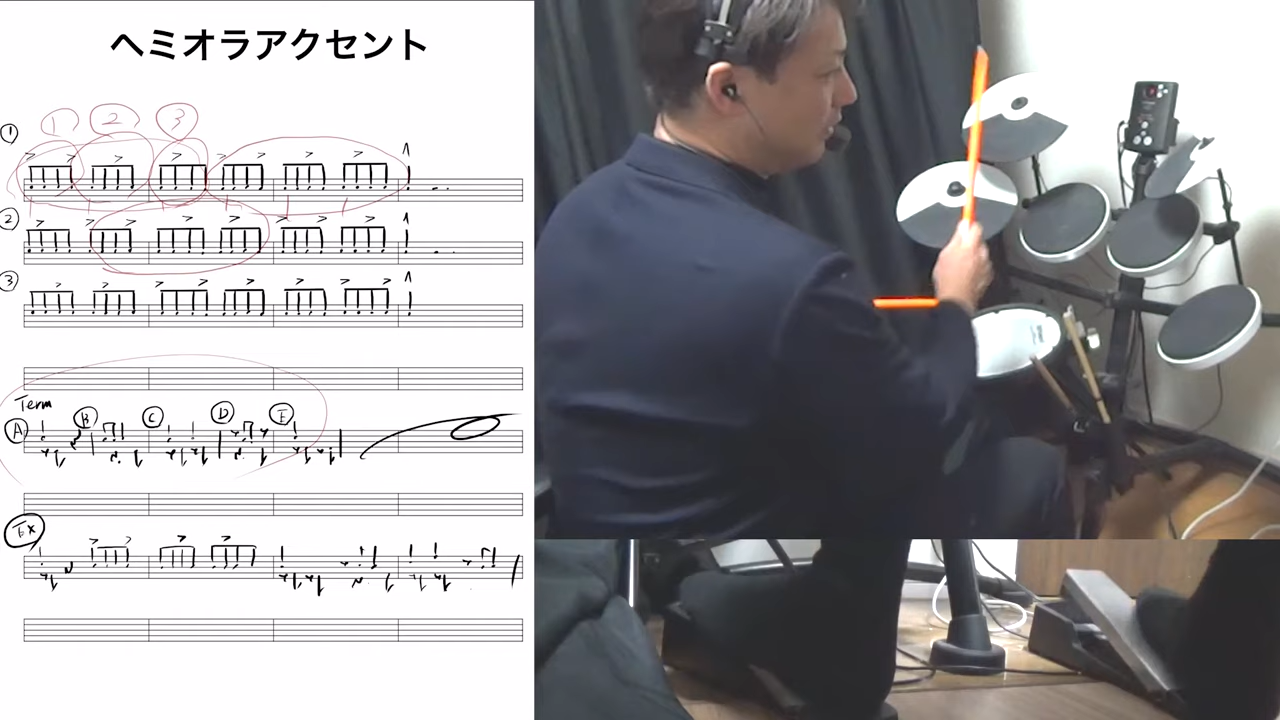 ヘミオラアクセント
① ② ③
①
②
③
Term
Ⓐ Ⓑ Ⓒ Ⓓ Ⓔ
Ex